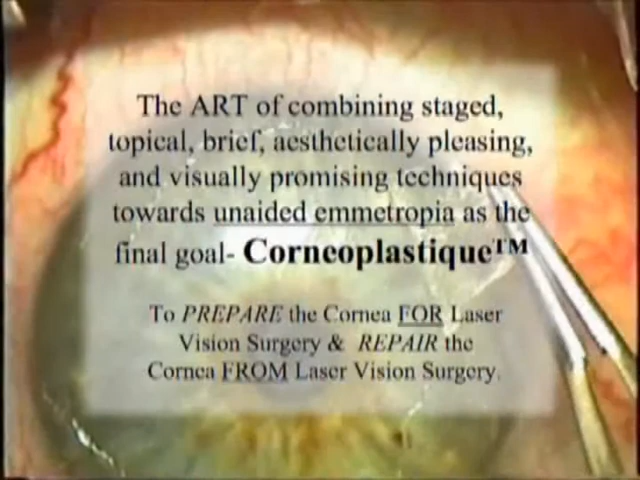 The ART of combining staged,
topical, brief, aesthetically pleasing,
and visually promising techniques
towards unaided emmetropia as the
final goal- Corneoplastique™
To PREPARE the Cornea FOR Laser
Vision Surgery & REPAIR the
Cornea FROM Laser Vision Surgery.